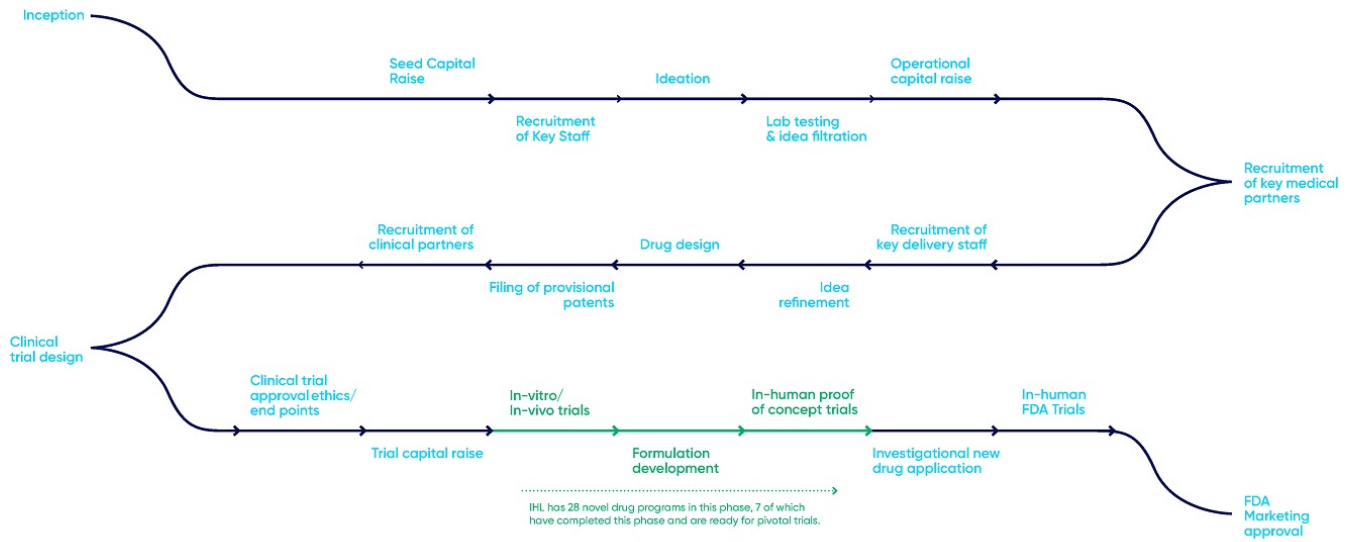 Inception
Seed Capital
Raise
Recruitment
of Key Staff
Ideation
Lab testing
& idea filtration
Operational
capital raise
Recruitment
of key medical
partners
Recruitment of
key delivery staff
Idea
refinement
Drug design
Filing of provisional
patents
Recruitment of
clinical partners
Clinical
trial design
Clinical trial
approval ethics/
end points
Trial capital raise
In-vitro/
In-vivo trials
Formulation
development
In-human proof
of concept trials
Investigational new
drug application
In-human
FDA Trials
FDA
Marketing
approval
IHL has 28 novel drug programs in this phase, 7 of which
have completed this phase and are ready for pivotal trials.